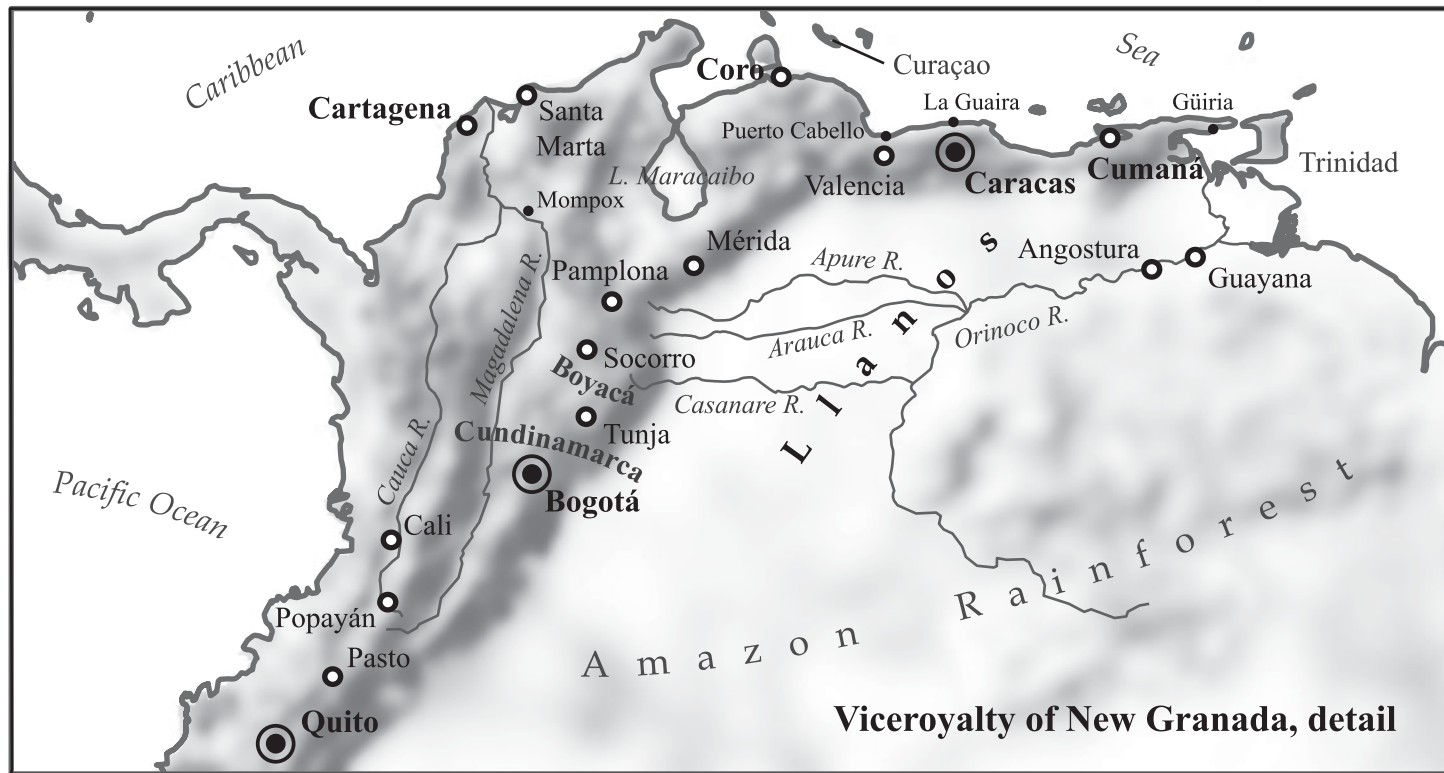 Caribbean
Sea
Coro
Curaçao
Cartagena
Santa
Marta
La Guaira
Güiria
Puerto Cabello
L. Maracaibo
Valencia
Caracas
Cumaná
Trinidad
Mompox
Mérida
Pamplona
Apure R.
Angostura
Guayana
Magadalena R.
Arauca R.
Orinoco R.
Socorro
Boyacá
Casanare R.
Llanos
Tunja
Cundinamarca
Cauca R.
Bogotá
Pacific Ocean
Cali
Popayán
Pasto
Amazon Rainforest
Quito
Viceroyalty of New Granada, detail